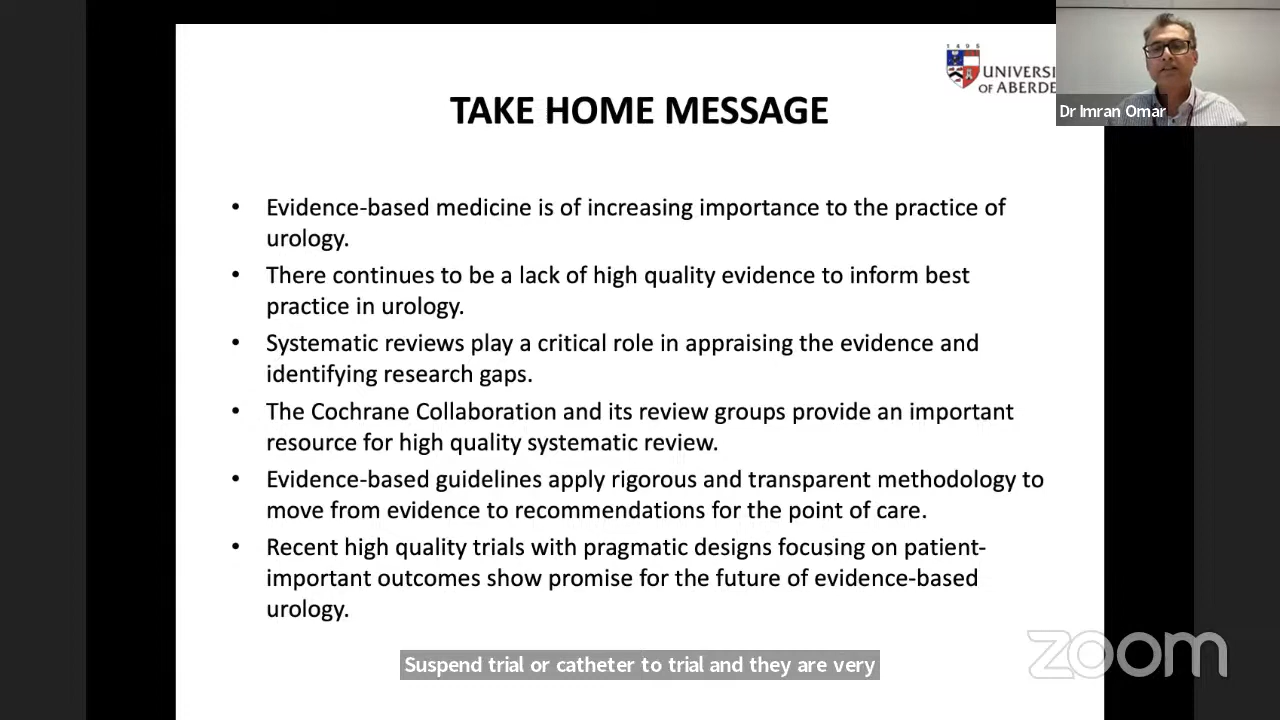 1495
UNIVERSI
OF ABERDE
Dr Imran Omar
TAKE HOME MESSAGE
• Evidence-based medicine is of increasing importance to the practice of
urology.
• There continues to be a lack of high quality evidence to inform best
practice in urology.
• Systematic reviews play a critical role in appraising the evidence and
identifying research gaps.
• The Cochrane Collaboration and its review groups provide an important
resource for high quality systematic review.
• Evidence-based guidelines apply rigorous and transparent methodology to
move from evidence to recommendations for the point of care.
• Recent high quality trials with pragmatic designs focusing on patient-
important outcomes show promise for the future of evidence-based
urology.
Suspend trial or catheter to trial and they are very
zoom